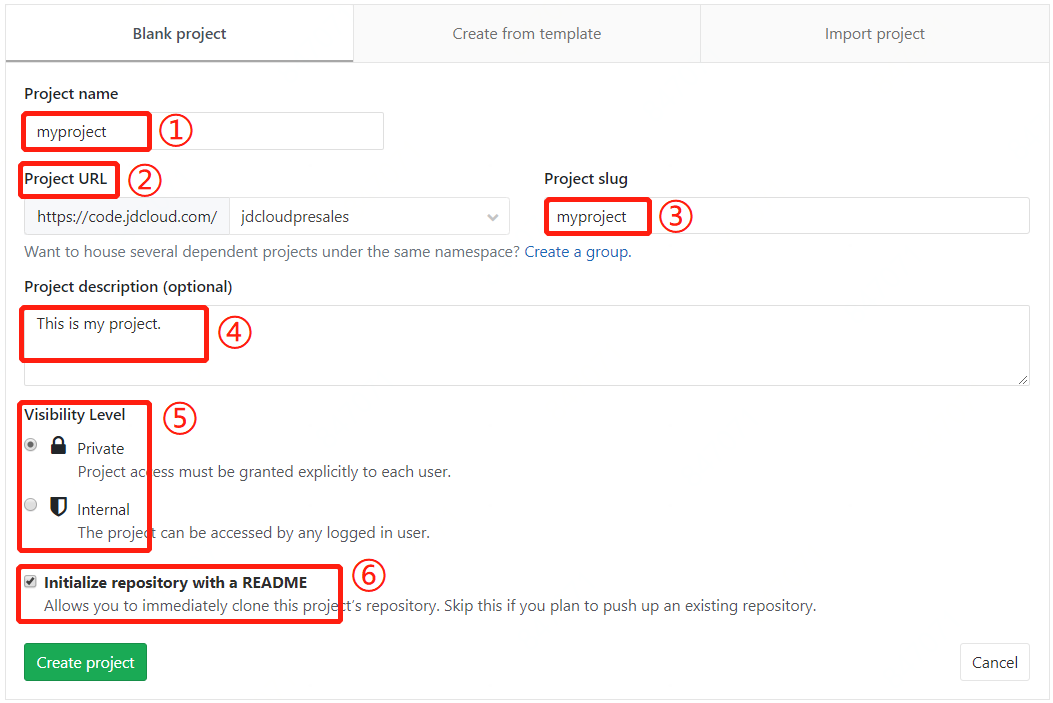 Blank project
Create from template
Import project
Project name
myproject ①
Project URL ②
Project slug
https://code.jdcloud.com/ jdcloudpresales
myproject ③
Want to house several dependent projects under the same namespace? Create a group.
Project description (optional)
This is my project. ④
Visibility Level ⑤
Private
Project access must be granted explicitly to each user.
Internal
The project can be accessed by any logged in user.
Initialize repository with a README ⑥
Allows you to immediately clone this project's repository. Skip this if you plan to push up an existing repository.
Create project
Cancel